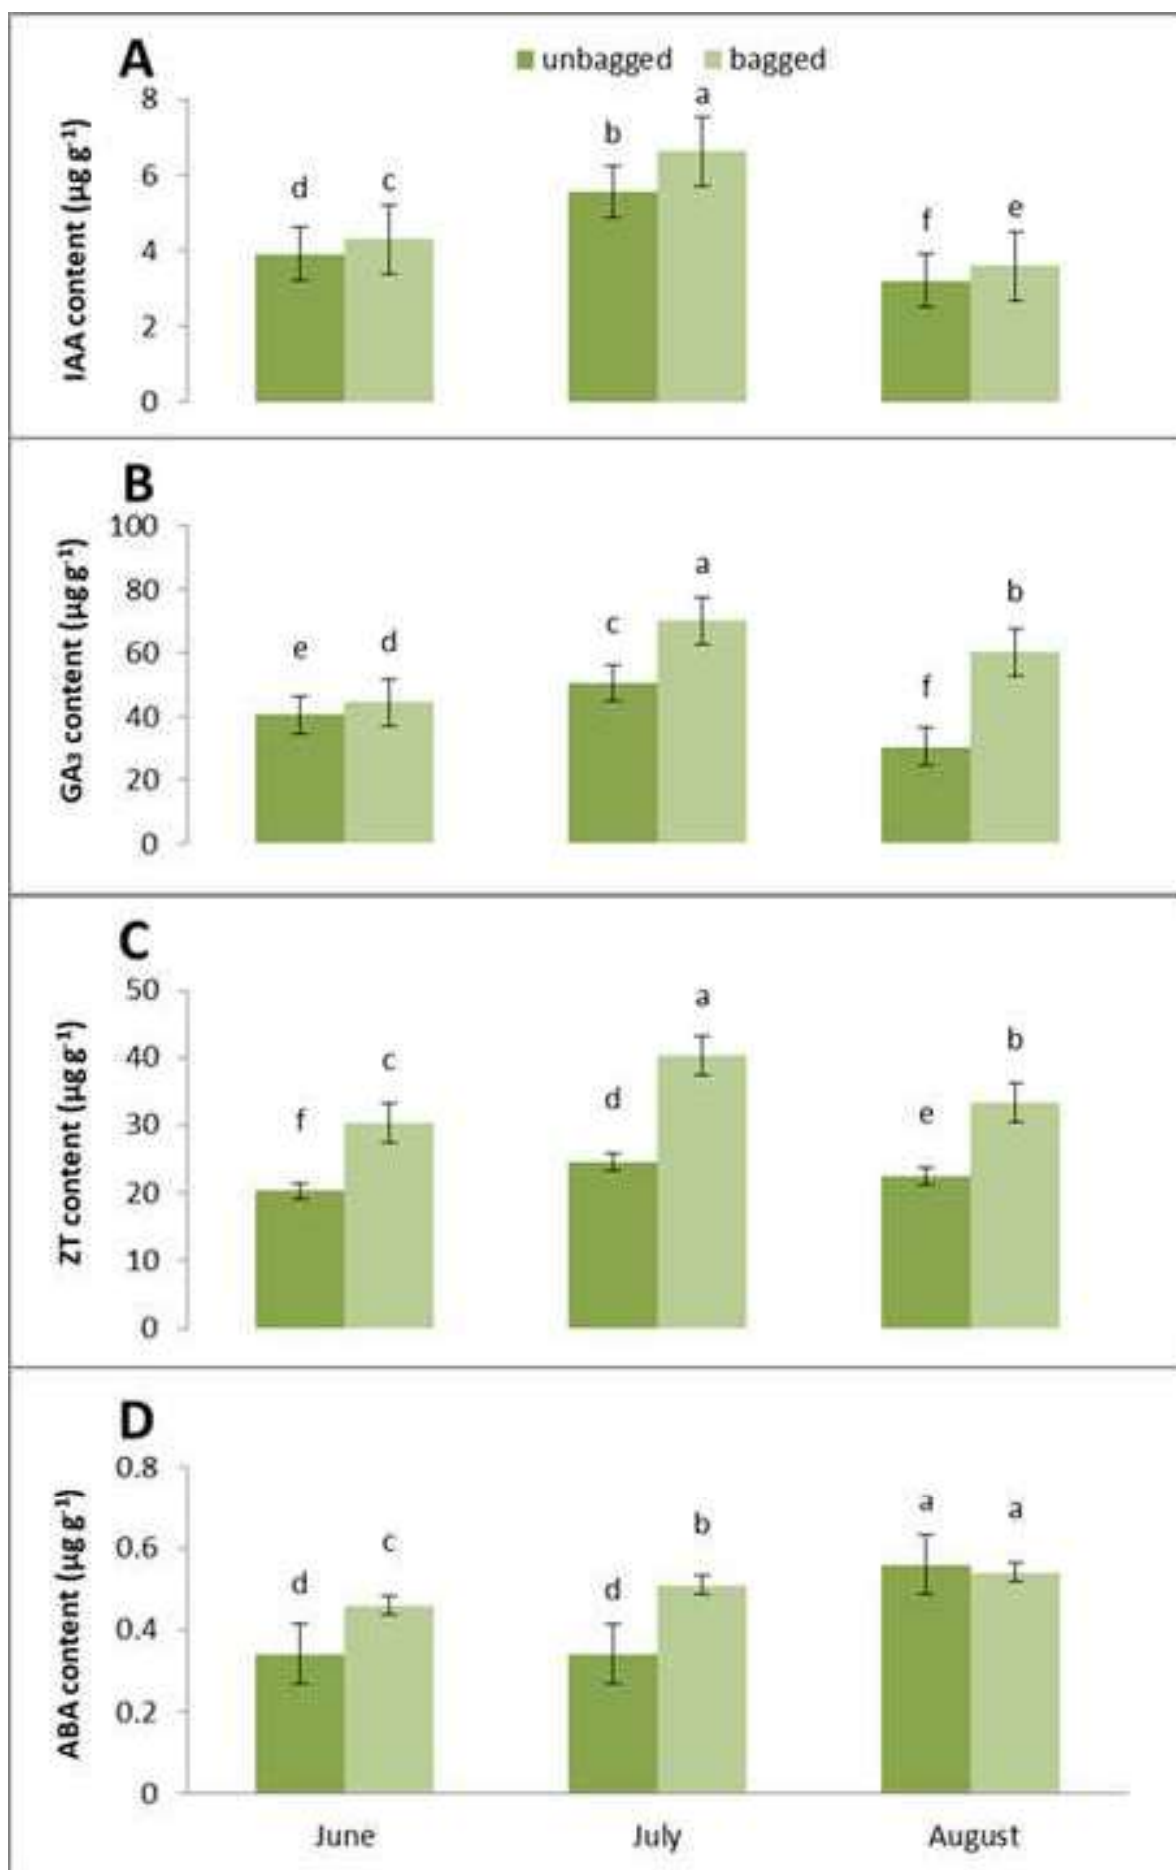 A
unbagged bagged
IAA content (µg g⁻¹)
8
6
4
2
0
d c b a f e
B
GA₃ content (µg g⁻¹)
100
80
60
40
20
0
e d c a f b
C
ZT content (µg g⁻¹)
50
40
30
20
10
0
f c d a e b
D
ABA content (µg g⁻¹)
0.8
0.6
0.4
0.2
0
d c d b a a
June July August